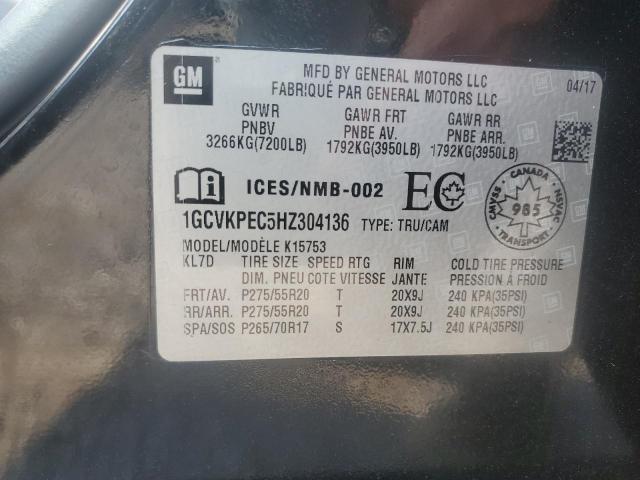 GM
MFD BY GENERAL MOTORS LLC
FABRIQUÉ PAR GENERAL MOTORS LLC
04/17
GVWR GAWR FRT GAWR RR
PNBV PNBE AV. PNBE ARR.
3266KG(7200LB) 1792KG(3950LB) 1792KG(3950LB)
ICES/NMB-002 EC
CANADA
CMVSS 985 NSVAC
TRANSPORT
1GCVKPEC5HZ304136 TYPE: TRU/CAM
MODEL/MODÈLE K15753
KL7D TIRE SIZE SPEED RTG RIM COLD TIRE PRESSURE
DIM. PNEU COTE VITESSE JANTE PRESSION À FROID
FRT/AV. P275/55R20 T 20X9J 240 KPA(35PSI)
RR/ARR. P275/55R20 T 20X9J 240 KPA(35PSI)
SPA/SOS P265/70R17 S 17X7.5J 240 KPA(35PSI)